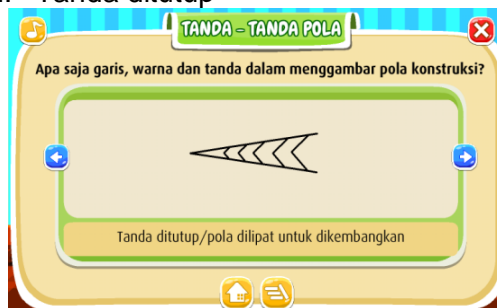 Tanda ditutup
TANDA - TANDA POLA
Apa saja garis, warna dan tanda dalam menggambar pola konstruksi?
Tanda ditutup/pola dilipat untuk dikembangkan